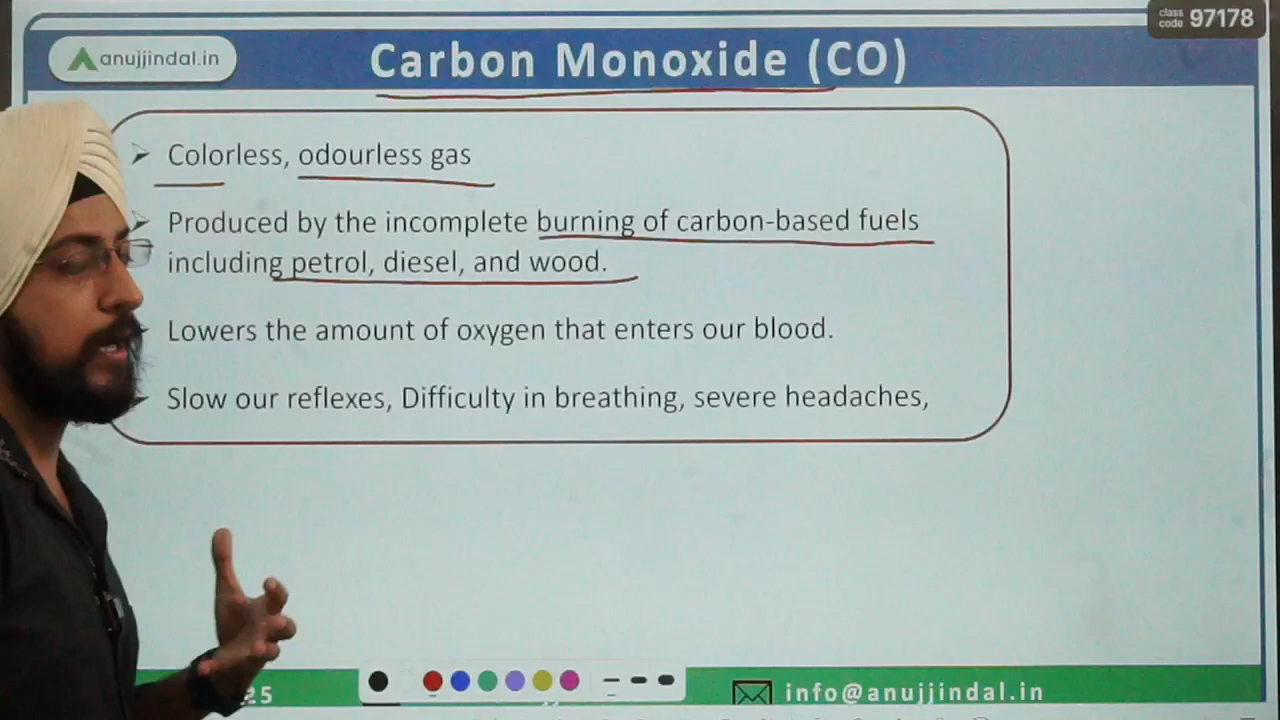 class code 97178
anujjindal.in
Carbon Monoxide (CO)
Colorless, odourless gas
Produced by the incomplete burning of carbon-based fuels
including petrol, diesel, and wood.
Lowers the amount of oxygen that enters our blood.
Slow our reflexes, Difficulty in breathing, severe headaches,
25
info@anujjindal.in